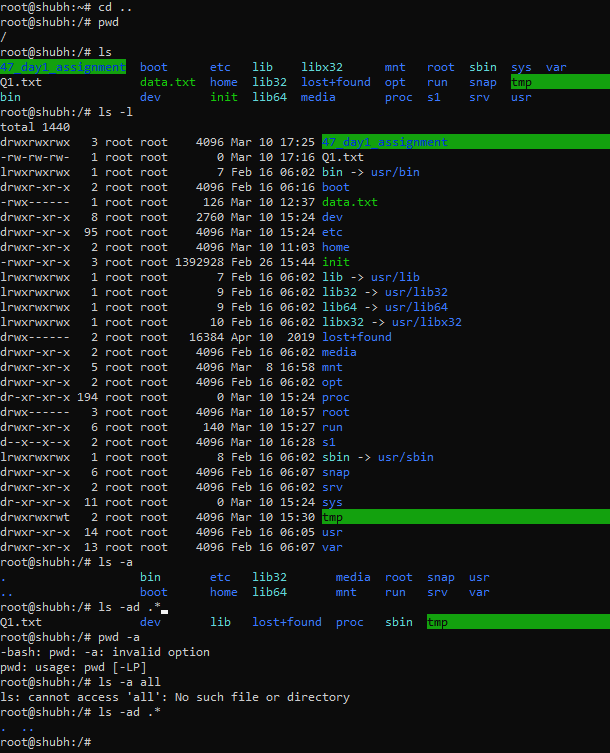 root@shubh:~# cd ..
root@shubh:/# pwd
/
root@shubh:/# ls
47_day1_assignment  boot  etc  lib  libx32  mnt  root  sbin  sys  var
Q1.txt  data.txt  home  lib32  lost+found  opt  run  snap  tmp
bin  dev  init  lib64  media  proc  s1  srv  usr
root@shubh:/# ls -l
total 1440
drwxrwxrwx   3 root root    4096 Mar 10 17:25 47_day1_assignment
-rw-rw-rw-   1 root root       0 Mar 10 17:16 Q1.txt
lrwxrwxrwx   1 root root       7 Feb 16 06:02 bin -> usr/bin
drwxr-xr-x   2 root root    4096 Feb 16 06:16 boot
-rwx------   1 root root     126 Mar 10 12:37 data.txt
drwxr-xr-x   8 root root    2760 Mar 10 15:24 dev
drwxr-xr-x  95 root root    4096 Mar 10 15:24 etc
drwxr-xr-x   2 root root    4096 Mar 10 11:03 home
-rwxr-xr-x   3 root root 1392928 Feb 26 15:44 init
lrwxrwxrwx   1 root root       7 Feb 16 06:02 lib -> usr/lib
lrwxrwxrwx   1 root root       9 Feb 16 06:02 lib32 -> usr/lib32
lrwxrwxrwx   1 root root       9 Feb 16 06:02 lib64 -> usr/lib64
lrwxrwxrwx   1 root root      10 Feb 16 06:02 libx32 -> usr/libx32
drwx------   2 root root   16384 Apr 10  2019 lost+found
drwxr-xr-x   2 root root    4096 Feb 16 06:02 media
drwxr-xr-x   5 root root    4096 Mar  8 16:58 mnt
drwxr-xr-x   2 root root    4096 Feb 16 06:02 opt
dr-xr-xr-x 194 root root       0 Mar 10 15:24 proc
drwx------   3 root root    4096 Mar 10 10:57 root
drwxr-xr-x   6 root root     140 Mar 10 15:27 run
d--x--x--x   2 root root    4096 Mar 10 16:28 s1
lrwxrwxrwx   1 root root       8 Feb 16 06:02 sbin -> usr/sbin
drwxr-xr-x   6 root root    4096 Feb 16 06:07 snap
drwxr-xr-x   2 root root    4096 Feb 16 06:02 srv
dr-xr-xr-x  11 root root       0 Mar 10 15:24 sys
drwxrwxrwt   2 root root    4096 Mar 10 15:30 tmp
drwxr-xr-x  14 root root    4096 Feb 16 06:05 usr
drwxr-xr-x  13 root root    4096 Feb 16 06:07 var
root@shubh:/# ls -a
.  bin  etc  lib32  media  root  snap  usr
..  boot  home  lib64  mnt  run  srv  var
root@shubh:/# ls -ad .*
Q1.txt  dev  lib  lost+found  proc  sbin  tmp
root@shubh:/# pwd -a
-bash: pwd: -a: invalid option
pwd: usage: pwd [-LP]
root@shubh:/# ls -a all
ls: cannot access 'all': No such file or directory
root@shubh:/# ls -ad .*
.  ..
root@shubh:/#